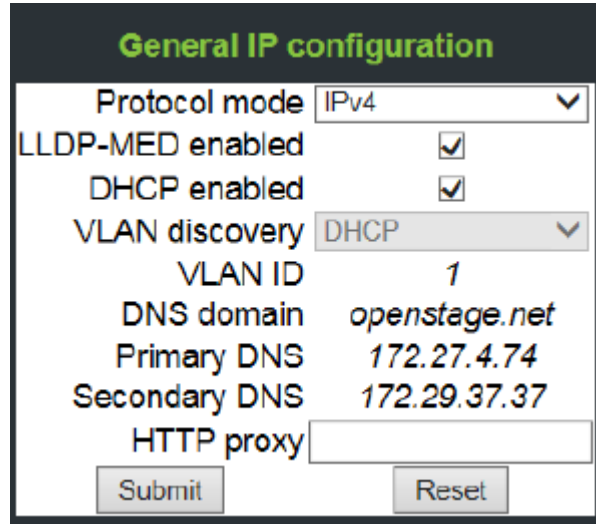 General IP configuration
Protocol mode IPv4
LLDP-MED enabled
DHCP enabled
VLAN discovery DHCP
VLAN ID 1
DNS domain openstage.net
Primary DNS 172.27.4.74
Secondary DNS 172.29.37.37
HTTP proxy
Submit Reset